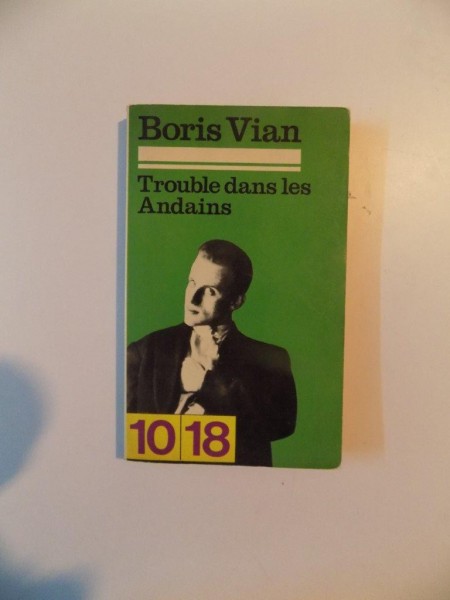 Boris Vian
Trouble dans les
Andains
10 18